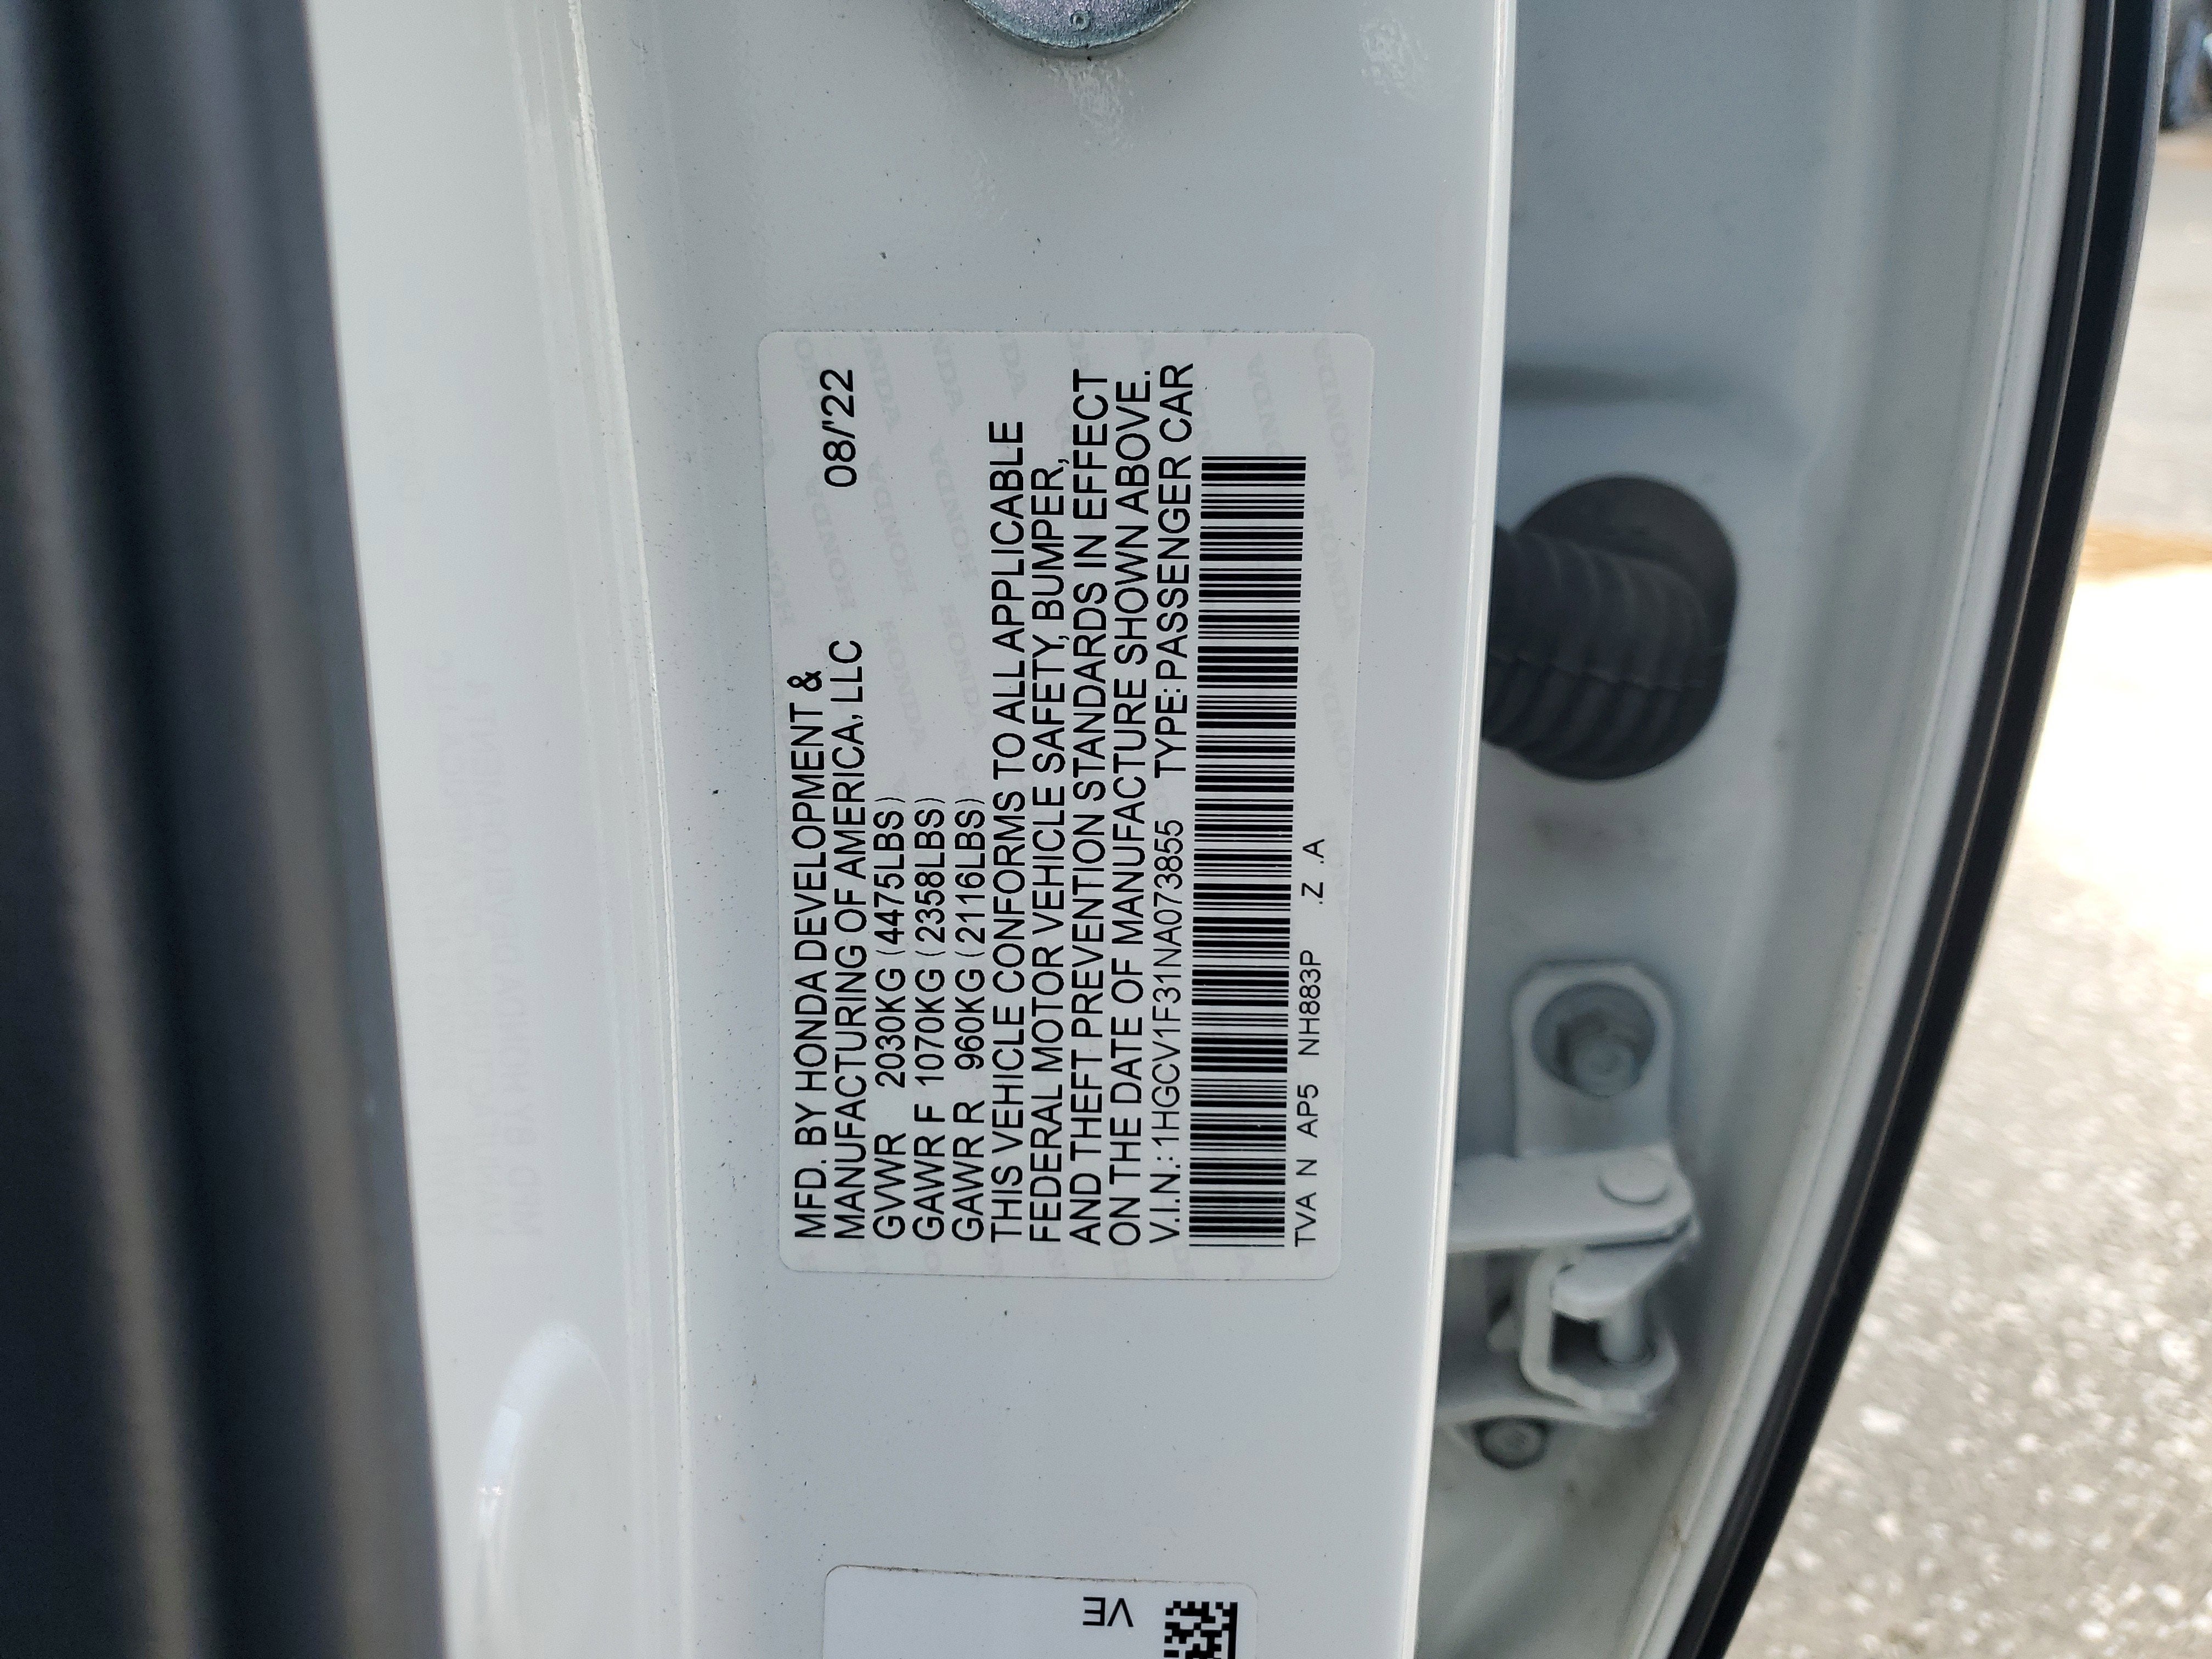 MFD. BY HONDA DEVELOPMENT &
MANUFACTURING OF AMERICA, LLC 08/'22
GVWR 2030KG (4475LBS)
GAWR F 1070KG (2358LBS)
GAWR R 960KG (2116LBS)
THIS VEHICLE CONFORMS TO ALL APPLICABLE
FEDERAL MOTOR VEHICLE SAFETY, BUMPER,
AND THEFT PREVENTION STANDARDS IN EFFECT
ON THE DATE OF MANUFACTURE SHOWN ABOVE.
V.I.N.: 1HGCV1F31NA073855 TYPE: PASSENGER CAR
TVA N AP5 NH883P .Z .A
VE